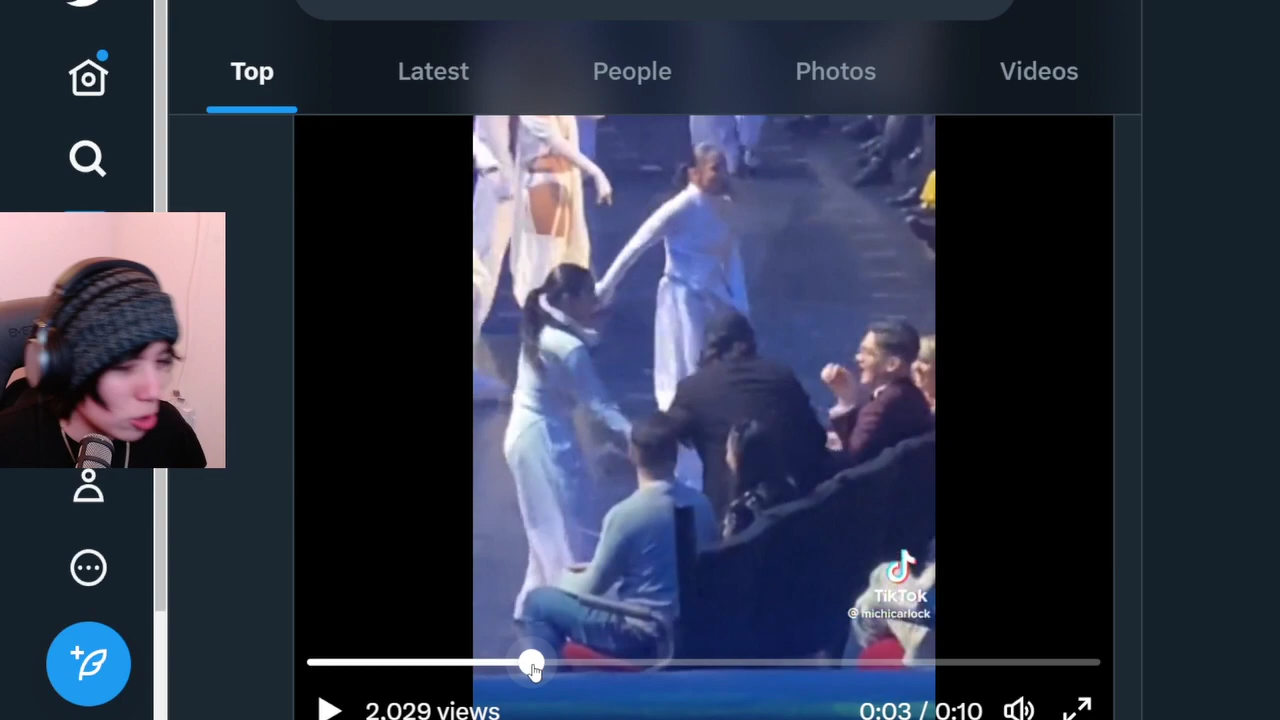 Top
Latest
People
Photos
Videos
TikTok
@michicarlock
2,029 views
0:03 / 0:10